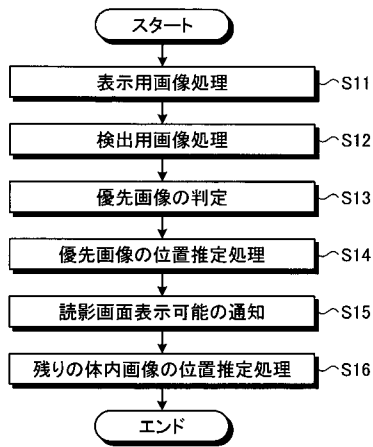 スタート
表示用画像処理 S11
検出用画像処理 S12
優先画像の判定 S13
優先画像の位置推定処理 S14
読影画面表示可能の通知 S15
残りの体内画像の位置推定処理 S16
エンド